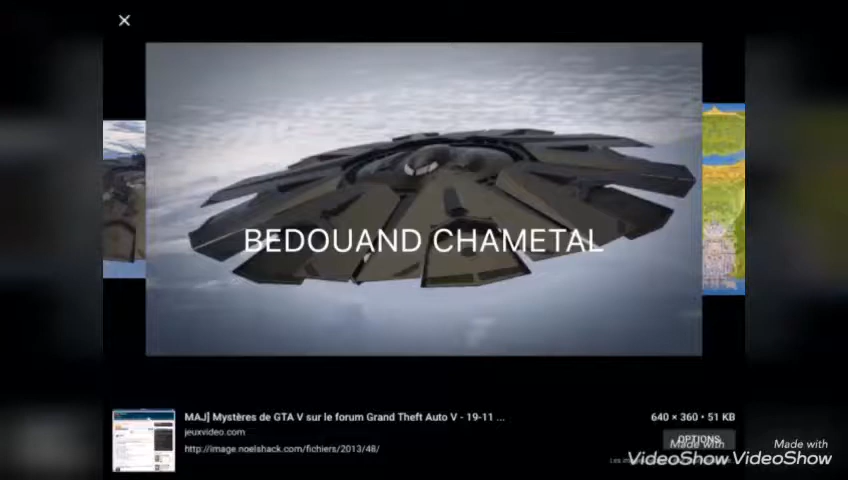 BEDOUAND CHAMETAL
MAJ] Mystères de GTA V sur le forum Grand Theft Auto V - 19-11 ...
640 × 360 • 51 KB
jeuxvideo.com
OPTIONS
http://image.noelshack.com/fichiers/2013/48/
Made with
VideoShow
Made with
VideoShow